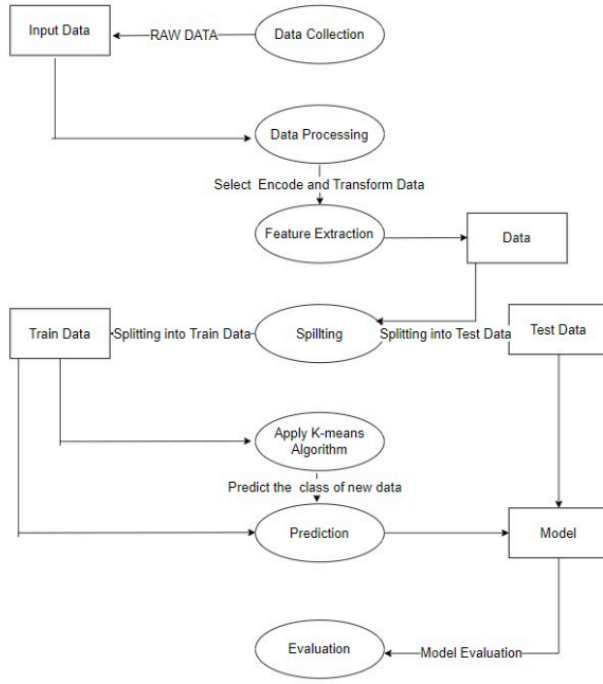 Input Data
RAW DATA
Data Collection
Data Processing
Select Encode and Transform Data
Feature Extraction
Data
Train Data
Splitting into Train Data
Spillting
Splitting into Test Data
Test Data
Apply K-means
Algorithm
Predict the class of new data
Prediction
Model
Evaluation
Model Evaluation